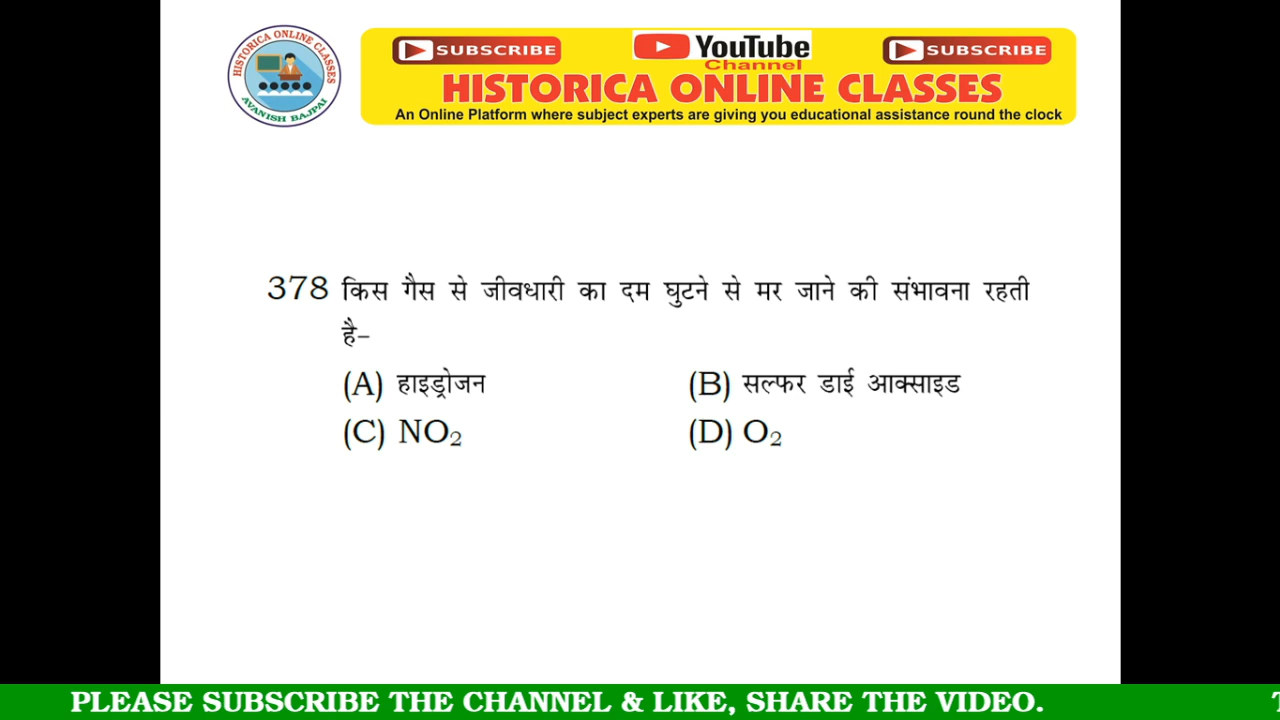 HISTORICA ONLINE CLASSES
AVANISH BAJPAI
SUBSCRIBE
YouTube
Channel
SUBSCRIBE
HISTORICA ONLINE CLASSES
An Online Platform where subject experts are giving you educational assistance round the clock
378 किस गैस से जीवधारी का दम घुटने से मर जाने की संभावना रहती
है–
(A) हाइड्रोजन (B) सल्फर डाई आक्साइड
(C) NO₂ (D) O₂
PLEASE SUBSCRIBE THE CHANNEL & LIKE, SHARE THE VIDEO.